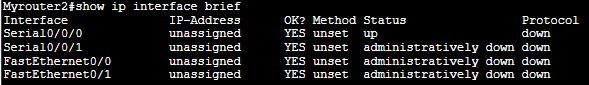 Myrouter2#show ip interface brief
Interface IP-Address OK? Method Status Protocol
Serial0/0/0 unassigned YES unset up down
Serial0/0/1 unassigned YES unset administratively down down
FastEthernet0/0 unassigned YES unset administratively down down
FastEthernet0/1 unassigned YES unset administratively down down